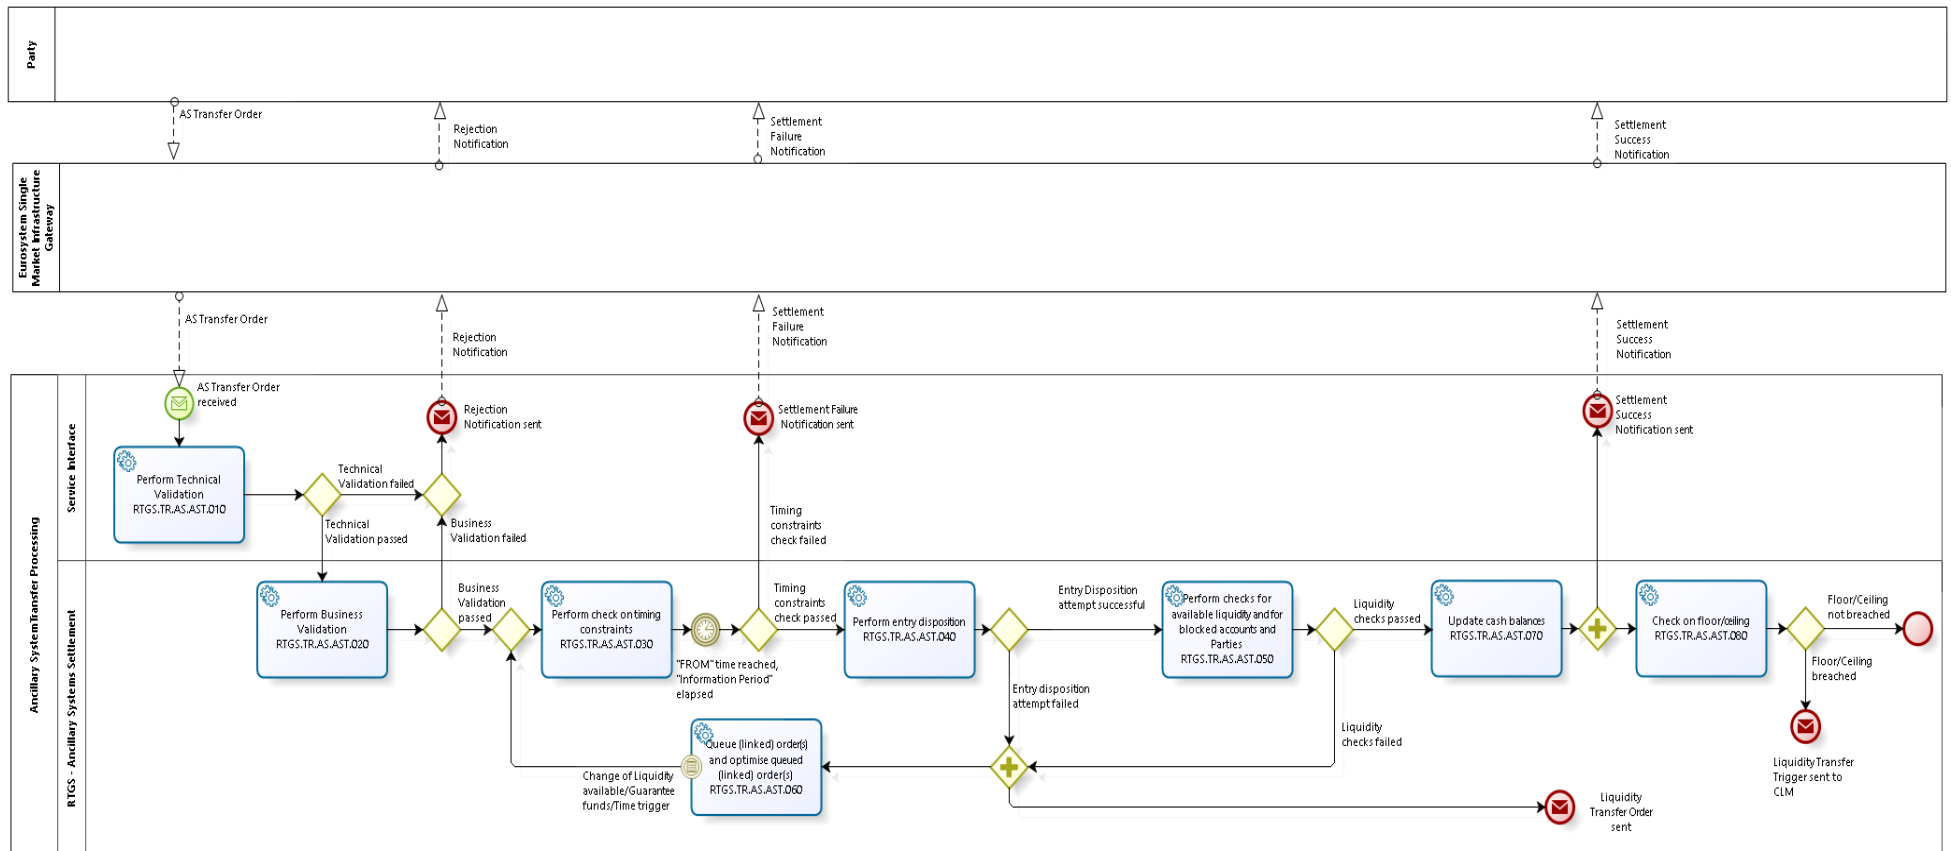 Party
AS Transfer Order
Rejection
Notification
Settlement
Failure
Notification
Settlement
Success
Notification
Eurosystem Single
Market Infrastructure
Gateway
AS Transfer Order
Rejection
Notification
Settlement
Failure
Notification
Settlement
Success
Notification
Ancillary System Transfer Processing
Service Interface
AS Transfer Order
received
Rejection
Notification sent
Settlement Failure
Notification sent
Settlement
Success
Notification sent
Perform Technical
Validation
RTGS.TR.AS.AST.010
Technical
Validation failed
Technical
Validation passed
Business
Validation failed
Timing
constraints
check failed
RTGS - Ancillary Systems Settlement
Perform Business
Validation
RTGS.TR.AS.AST.020
Business
Validation
passed
Perform check on timing
constraints
RTGS.TR.AS.AST.030
"FROM" time reached,
"Information Period"
elapsed
Timing
constraints
check passed
Perform entry disposition
RTGS.TR.AS.AST.040
Entry Disposition
attempt successful
Entry disposition
attempt failed
Perform checks for
available liquidity and for
blocked accounts and
Parties
RTGS.TR.AS.AST.050
Liquidity
checks passed
Liquidity
checks failed
Update cash balances
RTGS.TR.AS.AST.070
Check on floor/ceiling
RTGS.TR.AS.AST.080
Floor/Ceiling
not breached
Floor/Ceiling
breached
Liquidity Transfer
Trigger sent to
CLM
Queue (linked) order(s)
and optimise queued
(linked) order(s)
RTGS.TR.AS.AST.060
Change of Liquidity
available/Guarantee
funds/Time trigger
Liquidity
Transfer Order
sent